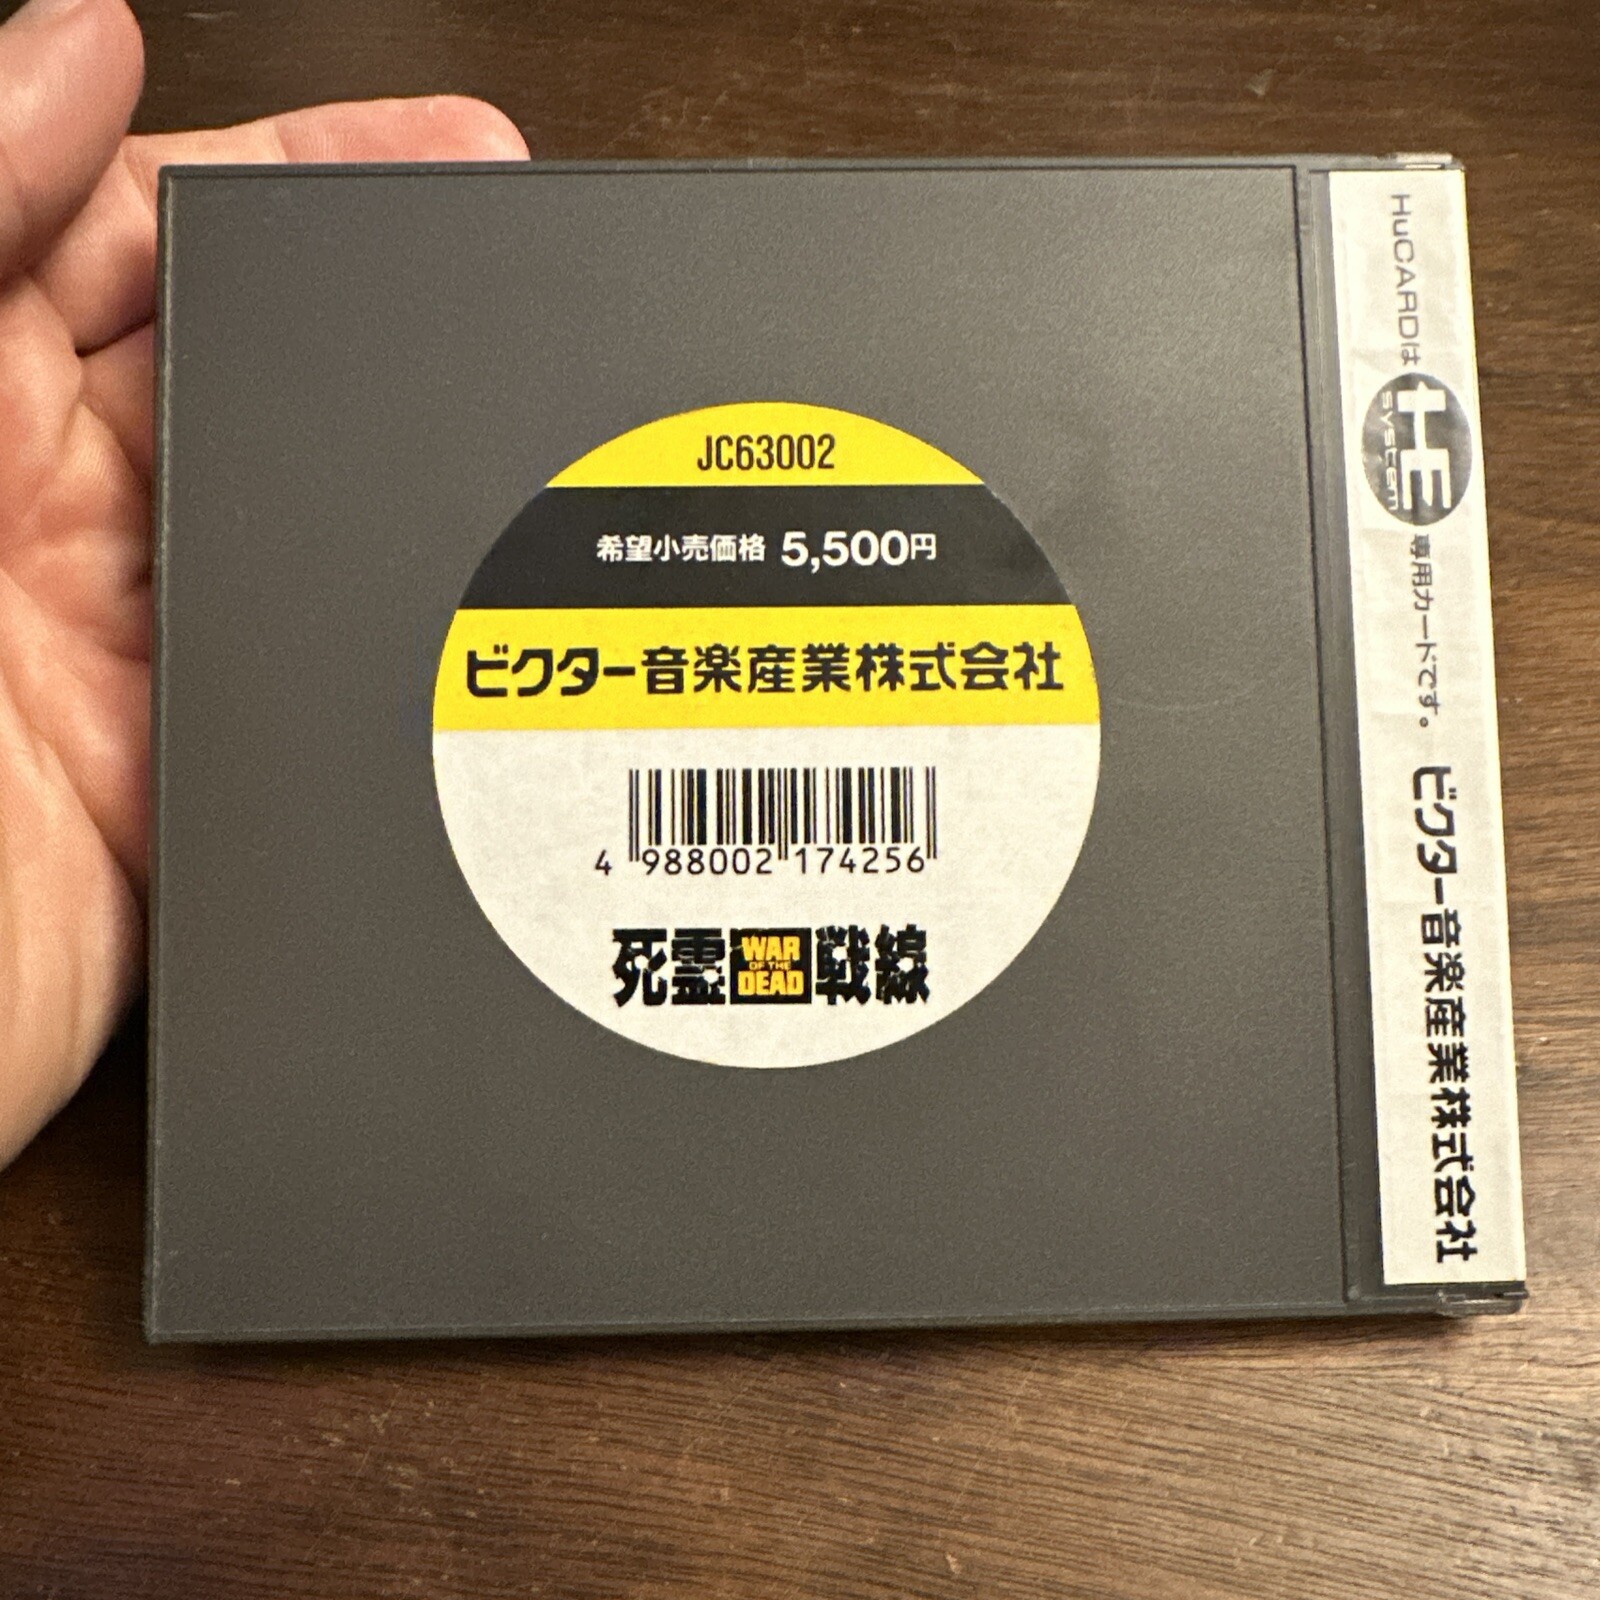 JC63002
希望小売価格 5,500円
ビクター音楽産業株式会社
4 988002 174256
死霊 WAR OF THE DEAD 戦線
HuCARDは HE system 専用カードです。 ビクター音楽産業株式会社